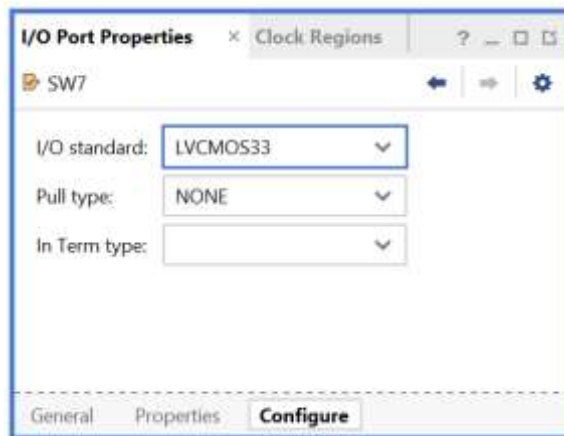 I/O Port Properties × Clock Regions ?
SW7
I/O standard: LVCMOS33
Pull type: NONE
In Term type:
General Properties Configure